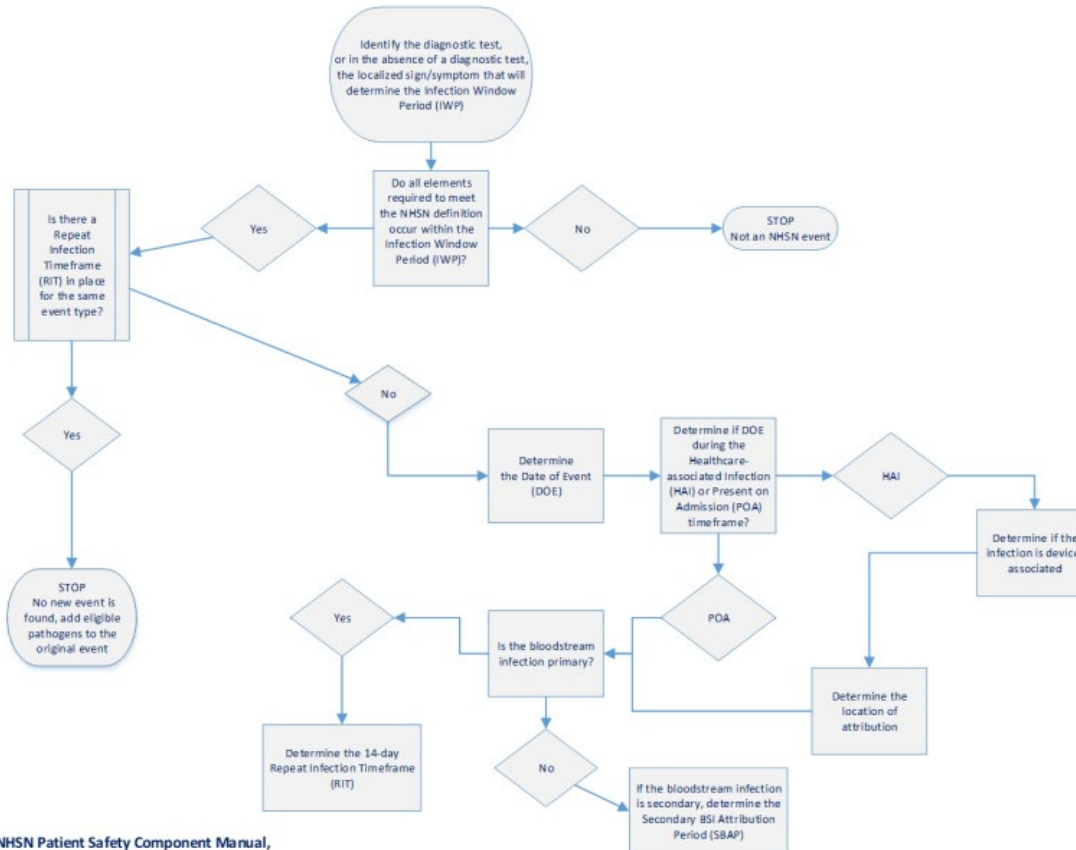 Identify the diagnostic test,
or in the absence of a diagnostic test,
the localized sign/symptom that will
determine the Infection Window
Period (IWP)
Do all elements
required to meet
the NHSN definition
occur within the
Infection Window
Period (IWP)?
Yes
No
STOP
Not an NHSN event
Is there a
Repeat
Infection
Timeframe
(RIT) in place
for the same
event type?
No
Yes
Determine
the Date of Event
(DOE)
Determine if DOE
during the
Healthcare-
associated Infection
(HAI) or Present on
Admission (POA)
timeframe?
HAI
Determine if the
infection is device
associated
STOP
No new event is
found, add eligible
pathogens to the
original event
POA
Yes
Is the bloodstream
infection primary?
Determine the
location of
attribution
Determine the 14-day
Repeat Infection Timeframe
(RIT)
No
If the bloodstream infection
is secondary, determine the
Secondary BSI Attribution
Period (SBAP)
NHSN Patient Safety Component Manual,